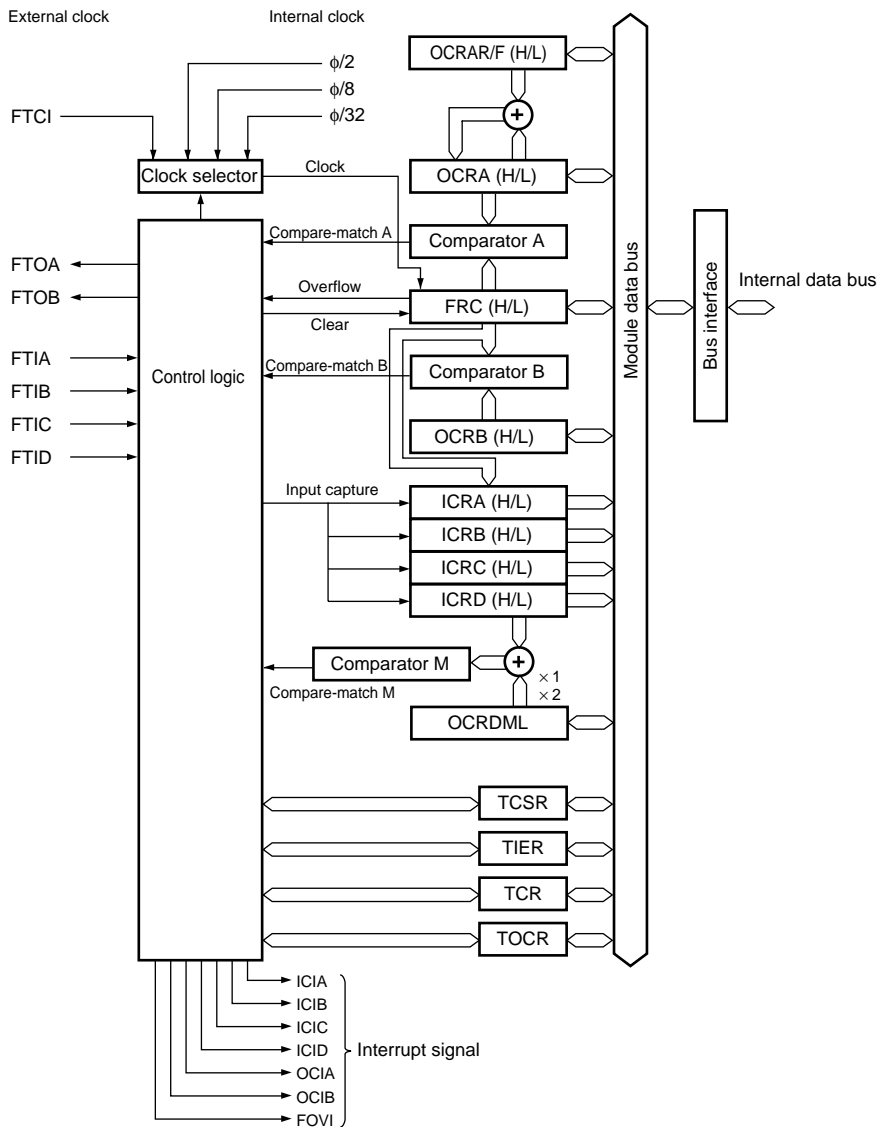 External clock
Internal clock
ϕ/2
ϕ/8
ϕ/32
FTCI
Clock selector
Clock
OCRAR/F (H/L)
+
OCRA (H/L)
Compare-match A
Comparator A
FTOA
FTOB
Overflow
FRC (H/L)
Clear
FTIA
FTIB
FTIC
FTID
Control logic
Compare-match B
Comparator B
OCRB (H/L)
Input capture
ICRA (H/L)
ICRB (H/L)
ICRC (H/L)
ICRD (H/L)
Comparator M
+
× 1
× 2
Compare-match M
OCRDML
TCSR
TIER
TCR
TOCR
Module data bus
Bus interface
Internal data bus
ICIA
ICIB
ICIC
ICID
OCIA
OCIB
FOVI
Interrupt signal